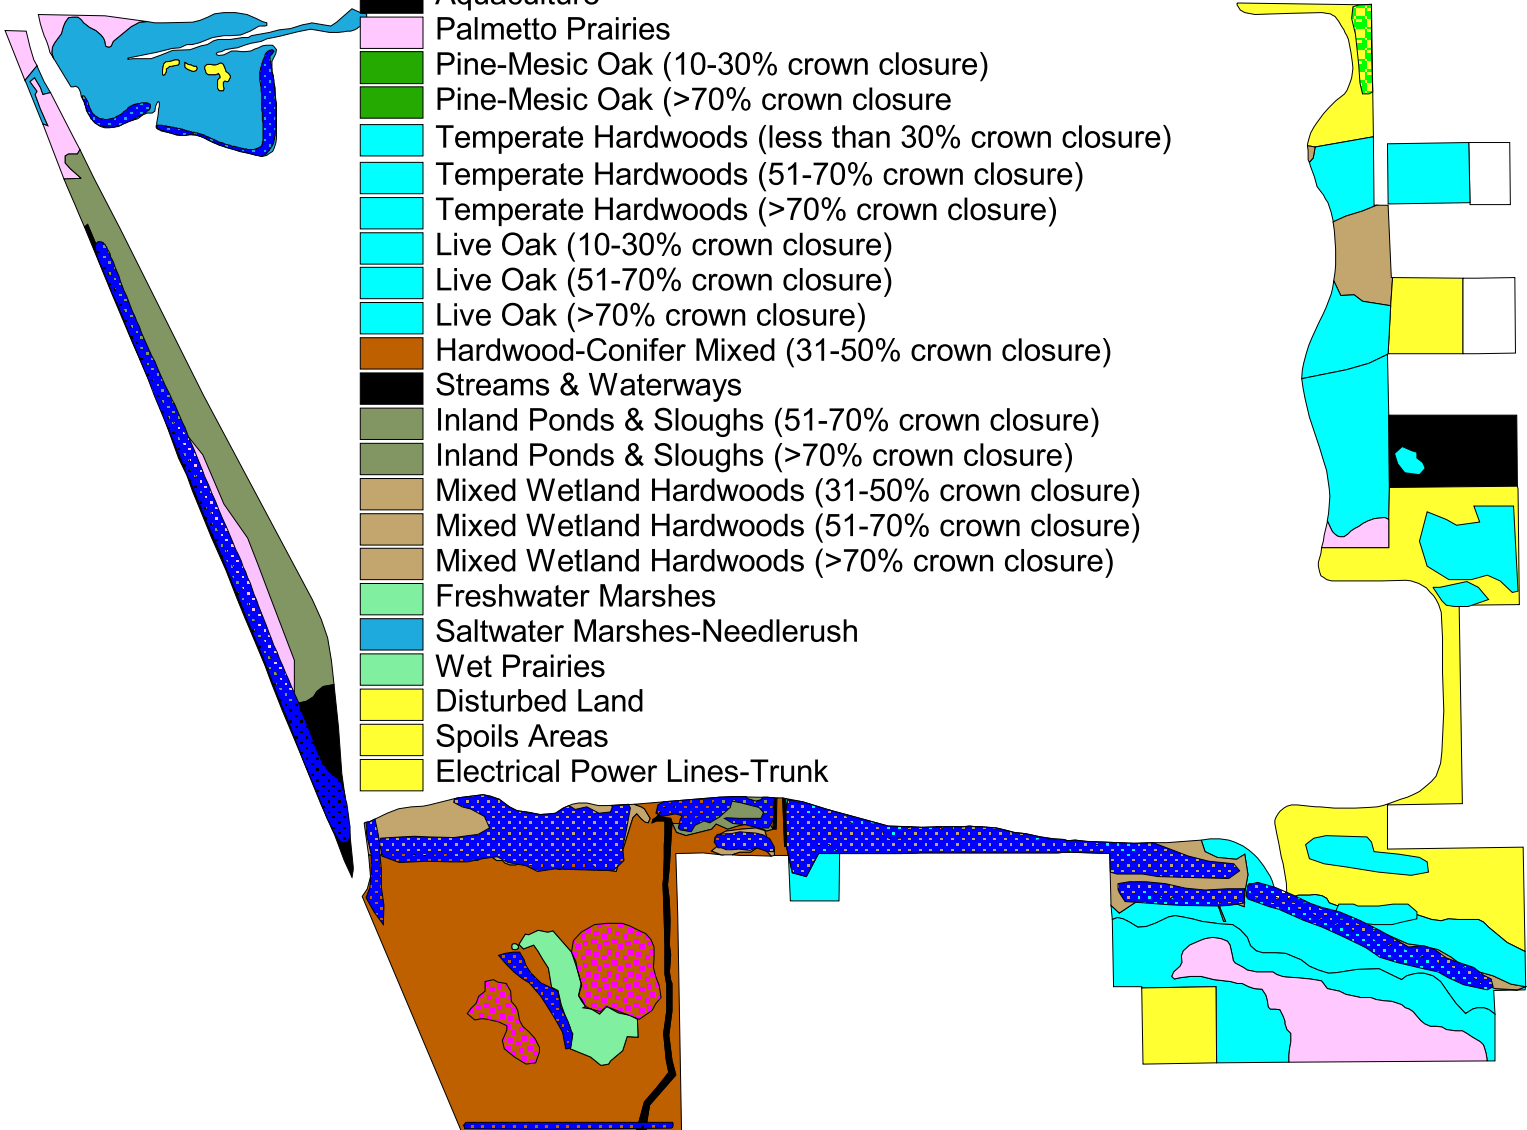 Aquaculture
Palmetto Prairies
Pine-Mesic Oak (10-30% crown closure)
Pine-Mesic Oak (>70% crown closure
Temperate Hardwoods (less than 30% crown closure)
Temperate Hardwoods (51-70% crown closure)
Temperate Hardwoods (>70% crown closure)
Live Oak (10-30% crown closure)
Live Oak (51-70% crown closure)
Live Oak (>70% crown closure)
Hardwood-Conifer Mixed (31-50% crown closure)
Streams & Waterways
Inland Ponds & Sloughs (51-70% crown closure)
Inland Ponds & Sloughs (>70% crown closure)
Mixed Wetland Hardwoods (31-50% crown closure)
Mixed Wetland Hardwoods (51-70% crown closure)
Mixed Wetland Hardwoods (>70% crown closure)
Freshwater Marshes
Saltwater Marshes-Needlerush
Wet Prairies
Disturbed Land
Spoils Areas
Electrical Power Lines-Trunk